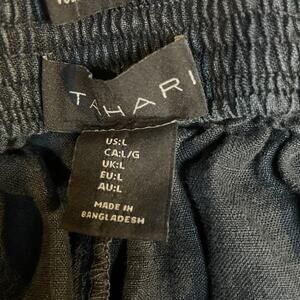 TAHARI
US:L
CA:L/G
UK:L
EU:L
AU:L
MADE IN
BANGLADESH